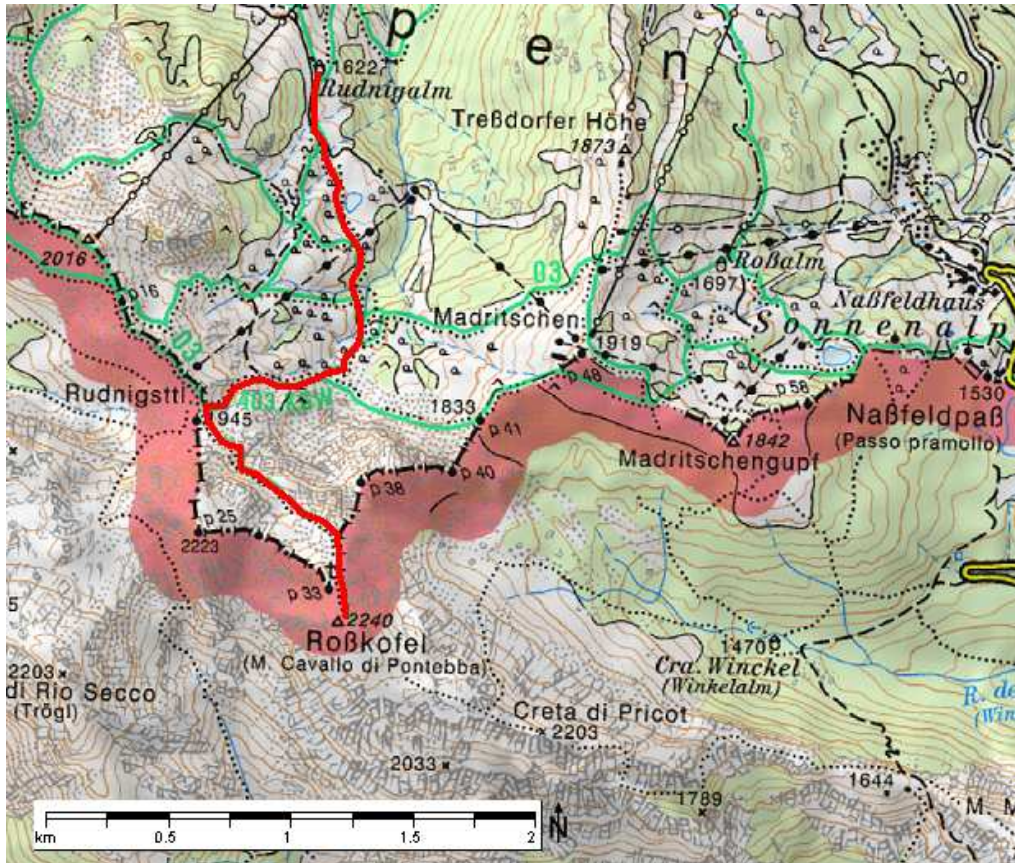 p
e
n
1622
Rudnigalm
Treßdorfer Höhe
1873
2016
p 16
03
03
Roßalm
1697
Naßfeldhaus
Sonnenalp
Madritschen
1919
p 48
Rudnigsttl
403
1945
1833
p 41
p 58
1530
Naßfeldpaß
(Passo pramollo)
1842
Madritschengupf
p 40
p 38
p 25
2223
p 33
2240
Roßkofel
(M. Cavallo di Pontebba)
5
2203
di Rio Secco
(Trögl)
1470
Cra. Winckel
(Winkelalm)
R. de
(Win
Creta di Pricot
2203
2033
1789
1644
M. M
km 0.5 1 1.5 2
N